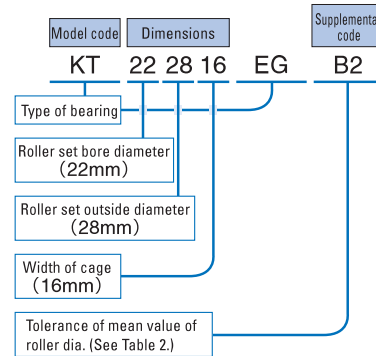 Model code Dimensions Supplementa
code
KT 22 28 16 EG B2
Type of bearing
Roller set bore diameter
(22mm)
Roller set outside diameter
(28mm)
Width of cage
(16mm)
Tolerance of mean value of
roller dia. (See Table 2.)